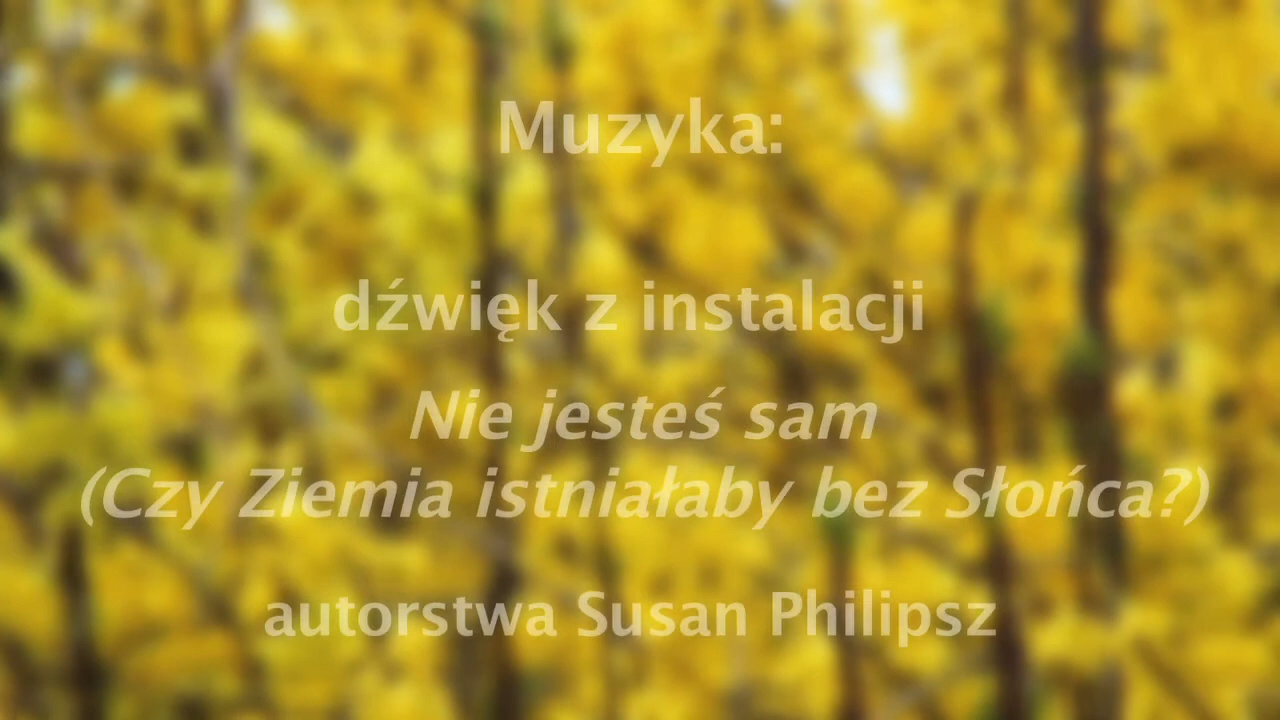 Muzyka:
dźwięk z instalacji
Nie jesteś sam
(Czy Ziemia istniałaby bez Słońca?)
autorstwa Susan Philipsz